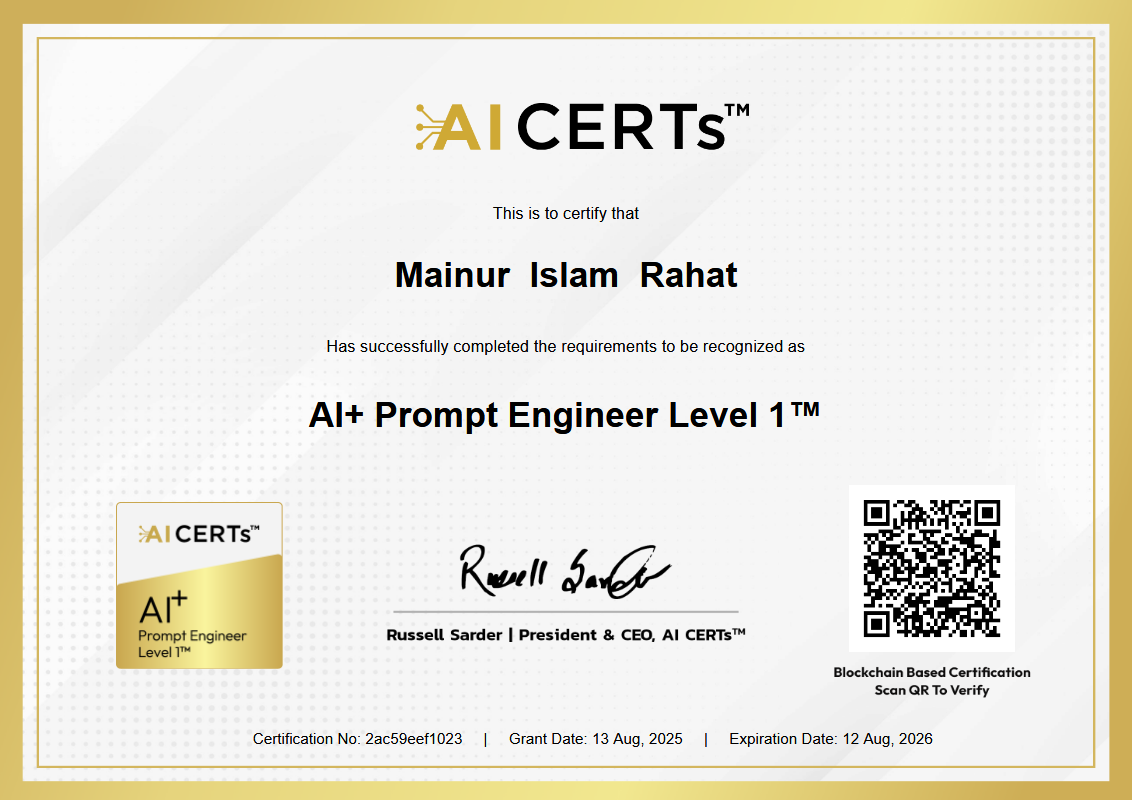 AI CERTs™
This is to certify that
Mainur Islam Rahat
Has successfully completed the requirements to be recognized as
AI+ Prompt Engineer Level 1™
AI CERTs™
AI+
Prompt Engineer
Level 1™
Russell Sarder
Russell Sarder | President & CEO, AI CERTs™
Blockchain Based Certification
Scan QR To Verify
Certification No: 2ac59eef1023 | Grant Date: 13 Aug, 2025 | Expiration Date: 12 Aug, 2026